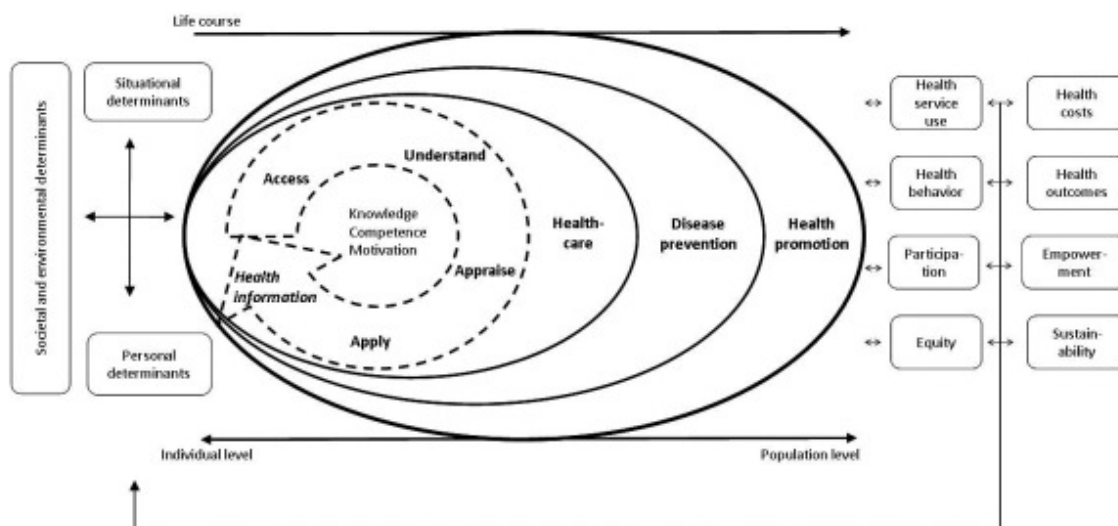 Life course
Societal and environmental determinants
Situational
determinants
Personal
determinants
Access
Understand
Knowledge
Competence
Motivation
Health
information
Appraise
Apply
Health-
care
Disease
prevention
Health
promotion
Individual level
Population level
Health
service
use
Health
costs
Health
behavior
Health
outcomes
Participa-
tion
Empower-
ment
Equity
Sustain-
ability